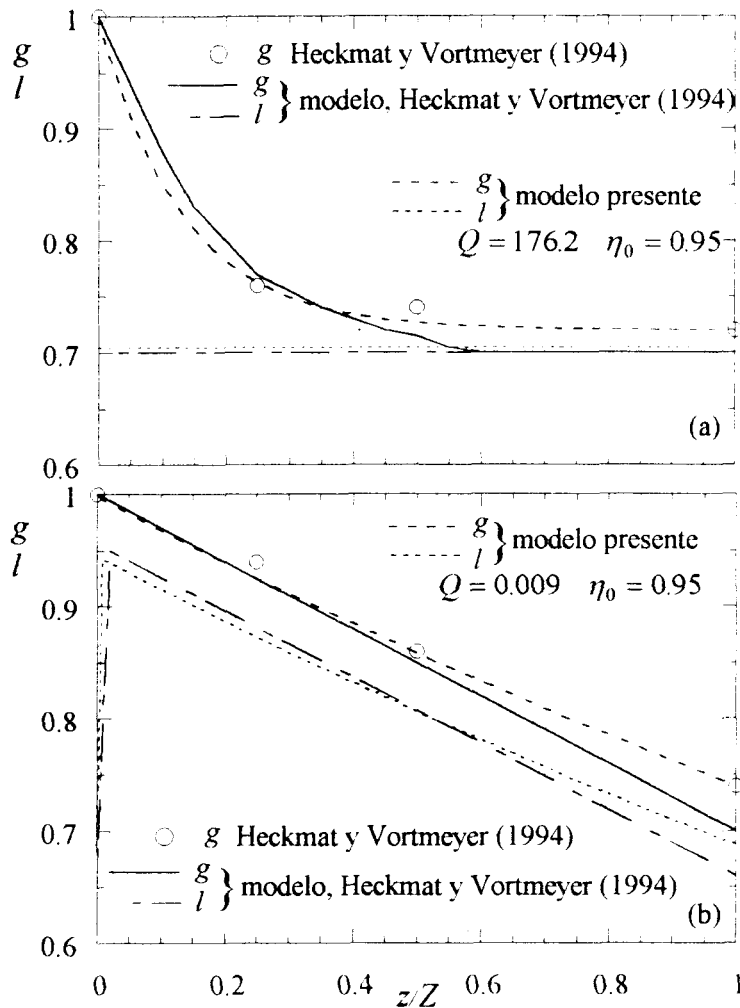 1
g
l
0.9
0.8
0.7
0.6
g Heckmat y Vortmeyer (1994)
g
l } modelo, Heckmat y Vortmeyer (1994)
g
l } modelo presente
Q = 176.2 η₀ = 0.95
(a)
1
g
l
0.9
0.8
0.7
0.6
g
l } modelo presente
Q = 0.009 η₀ = 0.95
g Heckmat y Vortmeyer (1994)
g
l } modelo, Heckmat y Vortmeyer (1994)
(b)
0 0.2 0.4 0.6 0.8 1
z/Z